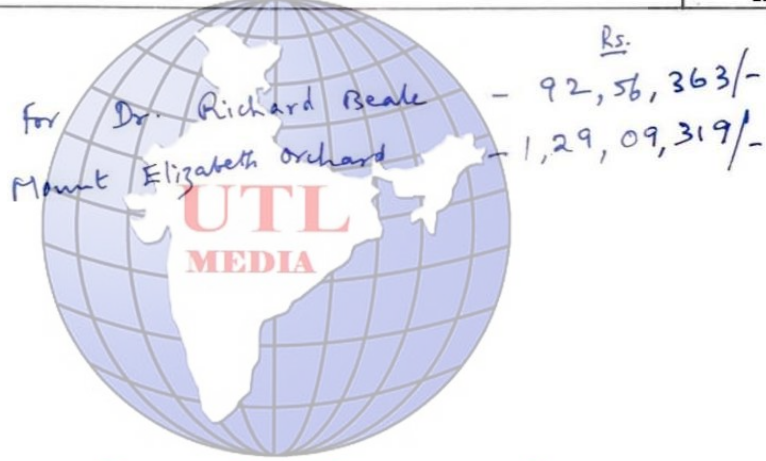 Rs.
For Dr. Richard Beale - 92,56,363/-
Mount Elizabeth Orchard - 1,29,09,319/-
UTL
MEDIA